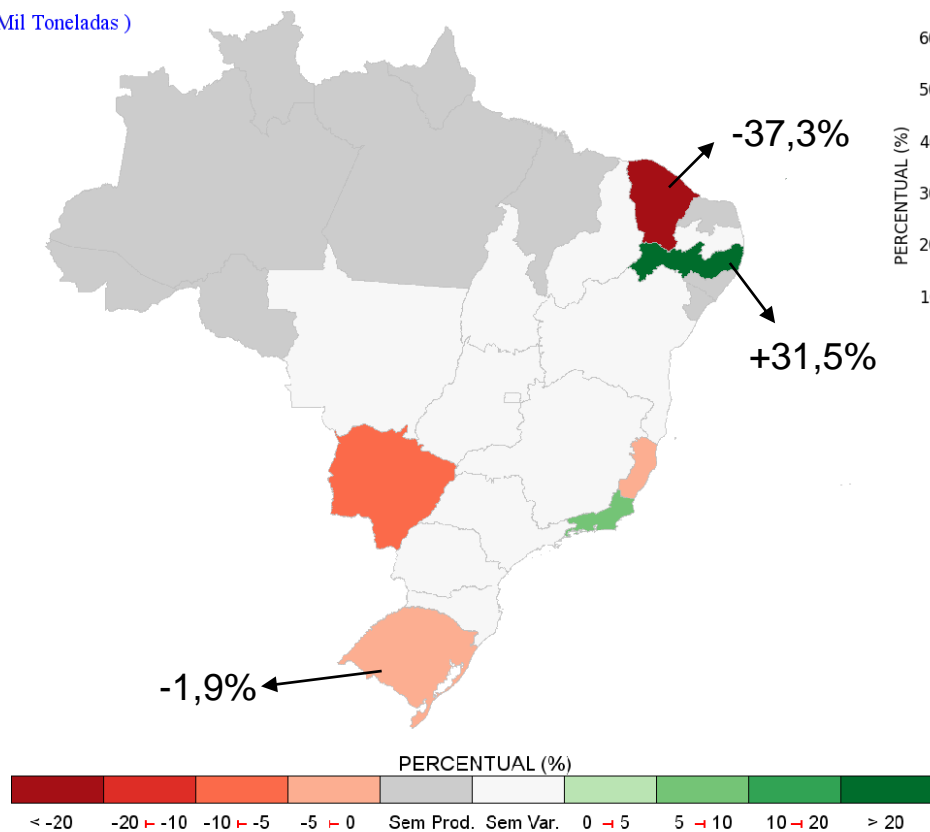 Mil Toneladas )
-37,3%
+31,5%
-1,9%
PERCENTUAL (%)
PERCENTUAL (%)
< -20 -20 ⊢ -10 -10 ⊢ -5 -5 ⊢ 0 Sem Prod. Sem Var. 0 ⊣ 5 5 ⊣ 10 10 ⊣ 20 > 20